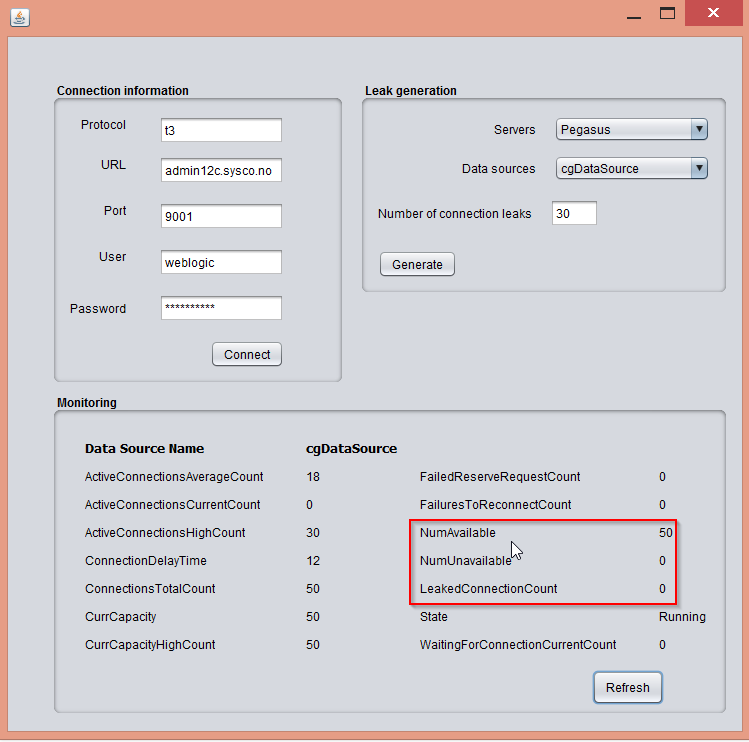 Connection information
Protocol t3
URL admin12c.sysco.no
Port 9001
User weblogic
Password **********
Connect
Leak generation
Servers Pegasus
Data sources cgDataSource
Number of connection leaks 30
Generate
Monitoring
Data Source Name cgDataSource
ActiveConnectionsAverageCount 18 FailedReserveRequestCount 0
ActiveConnectionsCurrentCount 0 FailuresToReconnectCount 0
ActiveConnectionsHighCount 30 NumAvailable 50
ConnectionDelayTime 12 NumUnavailable 0
ConnectionsTotalCount 50 LeakedConnectionCount 0
CurrCapacity 50 State Running
CurrCapacityHighCount 50 WaitingForConnectionCurrentCount 0
Refresh